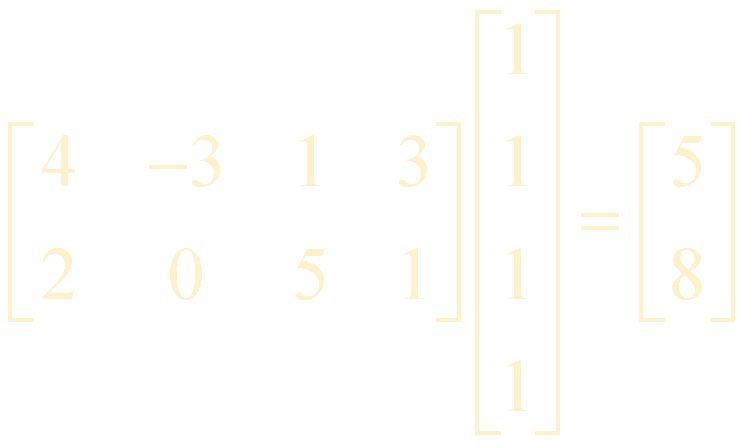 [4 −3 1 3; 2 0 5 1] [1; 1; 1; 1] = [5; 8]